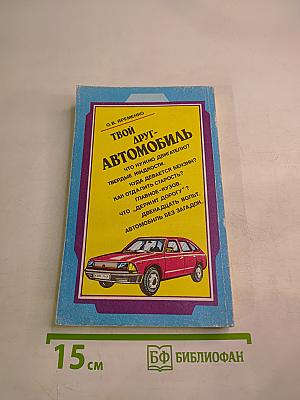 О.В. ЯРЕМЕНКО
ТВОЙ
ДРУГ-
АВТОМОБИЛЬ
ЧТО НУЖНО ДВИГАТЕЛЮ?
ТВЕРДЫЕ ЖИДКОСТИ.
КУДА ДЕВАЕТСЯ БЕНЗИН?
КАК ОТДАЛИТЬ СТАРОСТЬ?
ГЛАВНОЕ-КУЗОВ.
ЧТО „ДЕРЖИТ ДОРОГУ"?
ДВЕНАДЦАТЬ ВОЛЬТ.
АВТОМОБИЛЬ БЕЗ ЗАГАДОК.
15 см
БФ БИБЛИОФАН